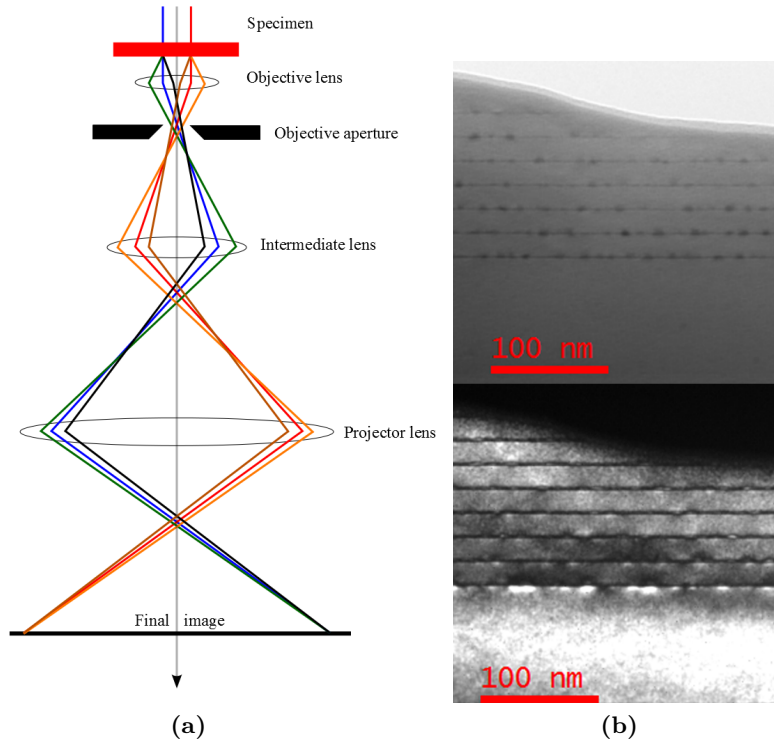 Specimen
Objective lens
Objective aperture
Intermediate lens
Projector lens
Final image
(a)
100 nm
100 nm
(b)